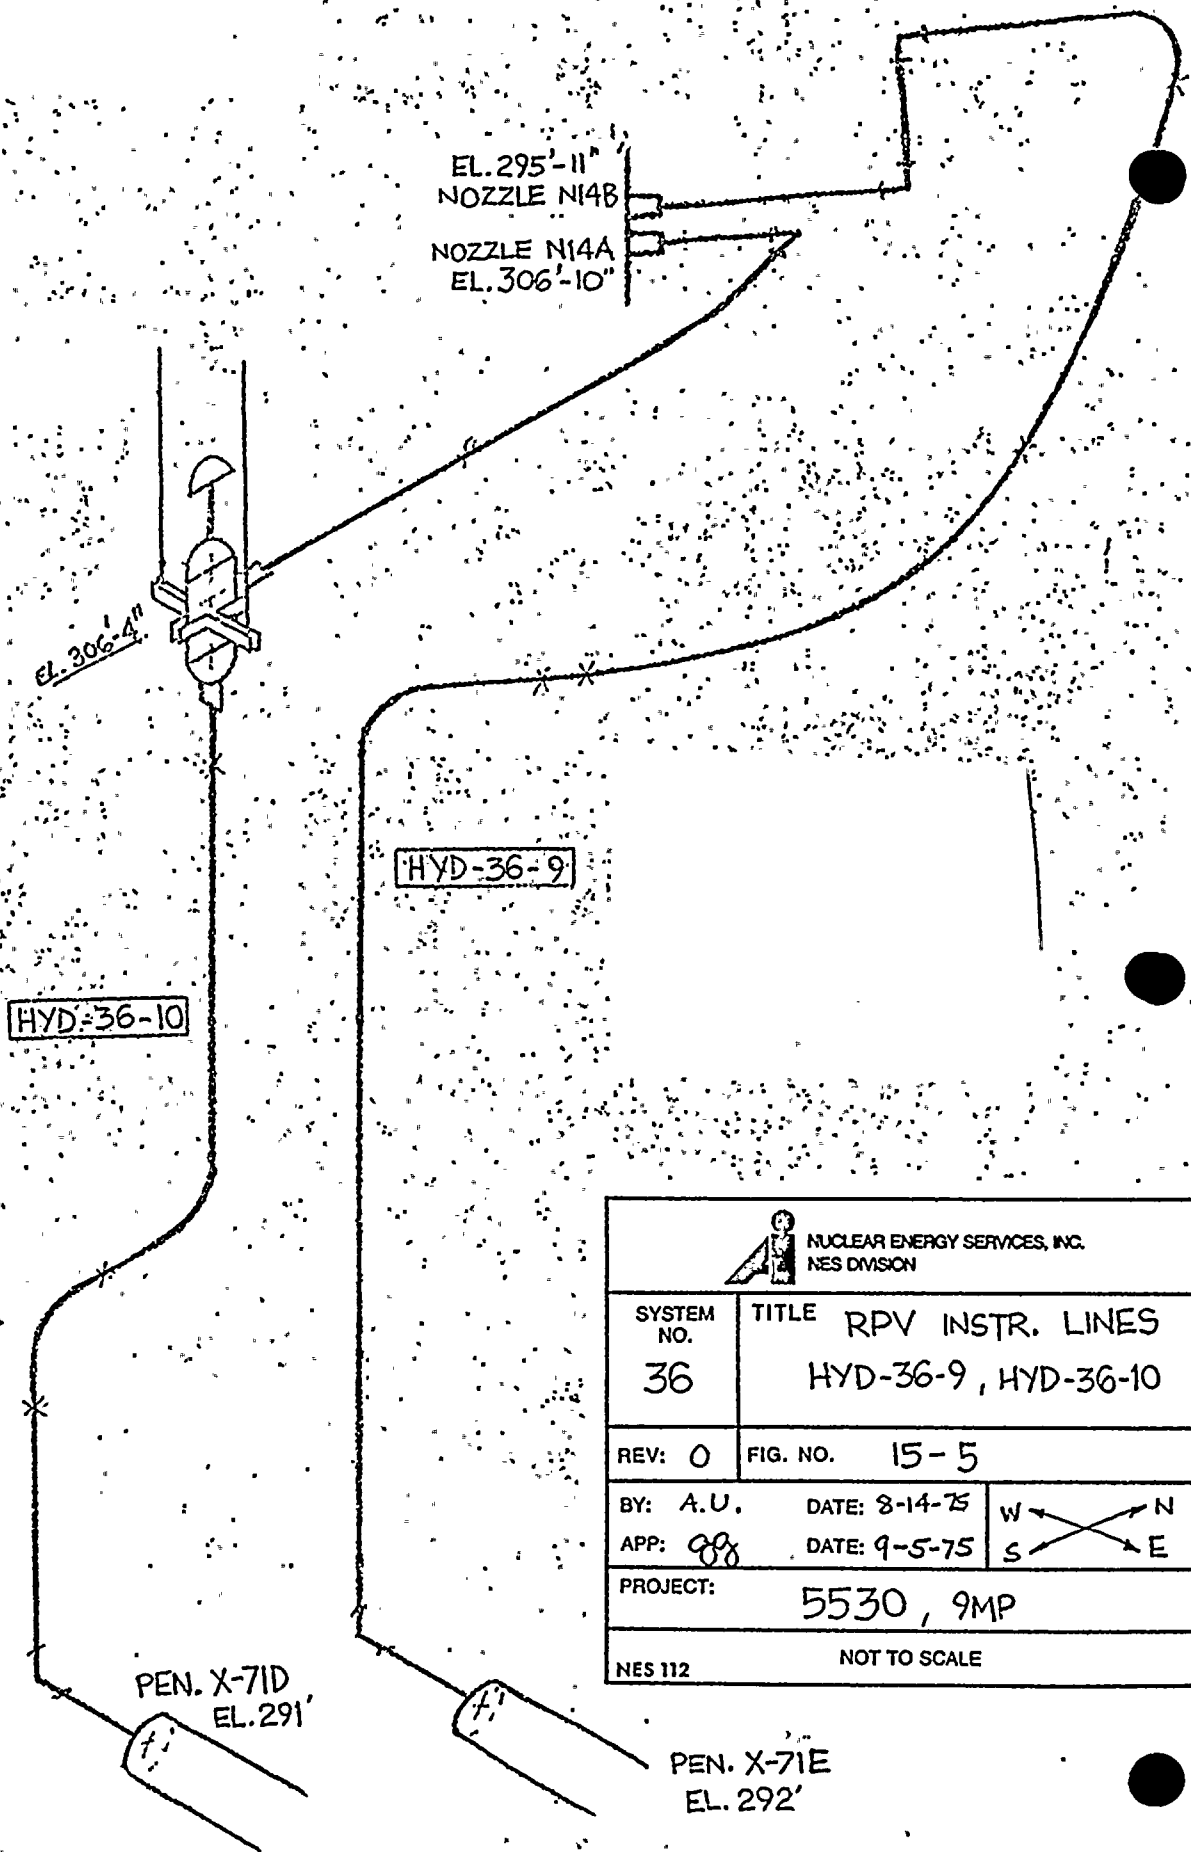 EL. 295'-11"
NOZZLE N14B
NOZZLE N14A
EL. 306'-10"
EL. 306'-4"
HYD-36-9
HYD-36-10
NUCLEAR ENERGY SERVICES, INC.
NES DIVISION
SYSTEM NO.
36
TITLE RPV INSTR. LINES
HYD-36-9, HYD-36-10
REV: 0
FIG. NO. 15-5
BY: A.U. DATE: 8-14-75
APP: DATE: 9-5-75
W N
S E
PROJECT: 5530, 9MP
NES 112
NOT TO SCALE
PEN. X-71D
EL. 291'
PEN. X-71E
EL. 292'